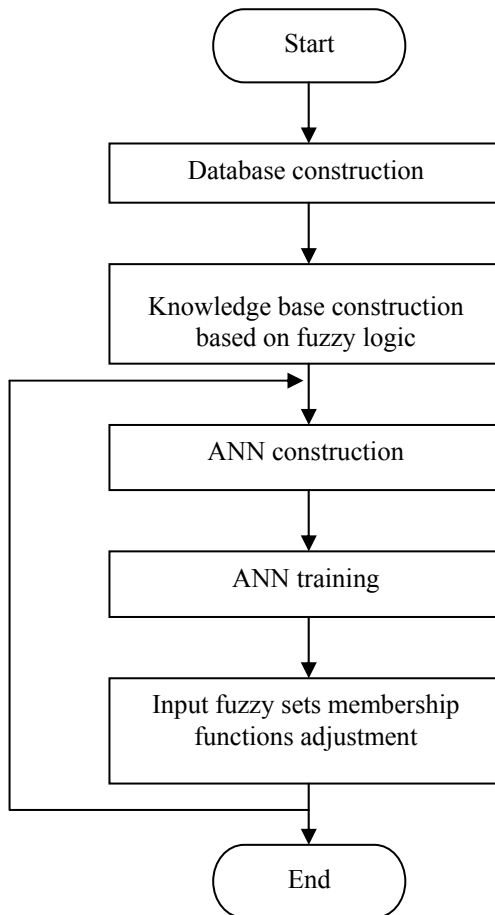 Start
Database construction
Knowledge base construction
based on fuzzy logic
ANN construction
ANN training
Input fuzzy sets membership
functions adjustment
End